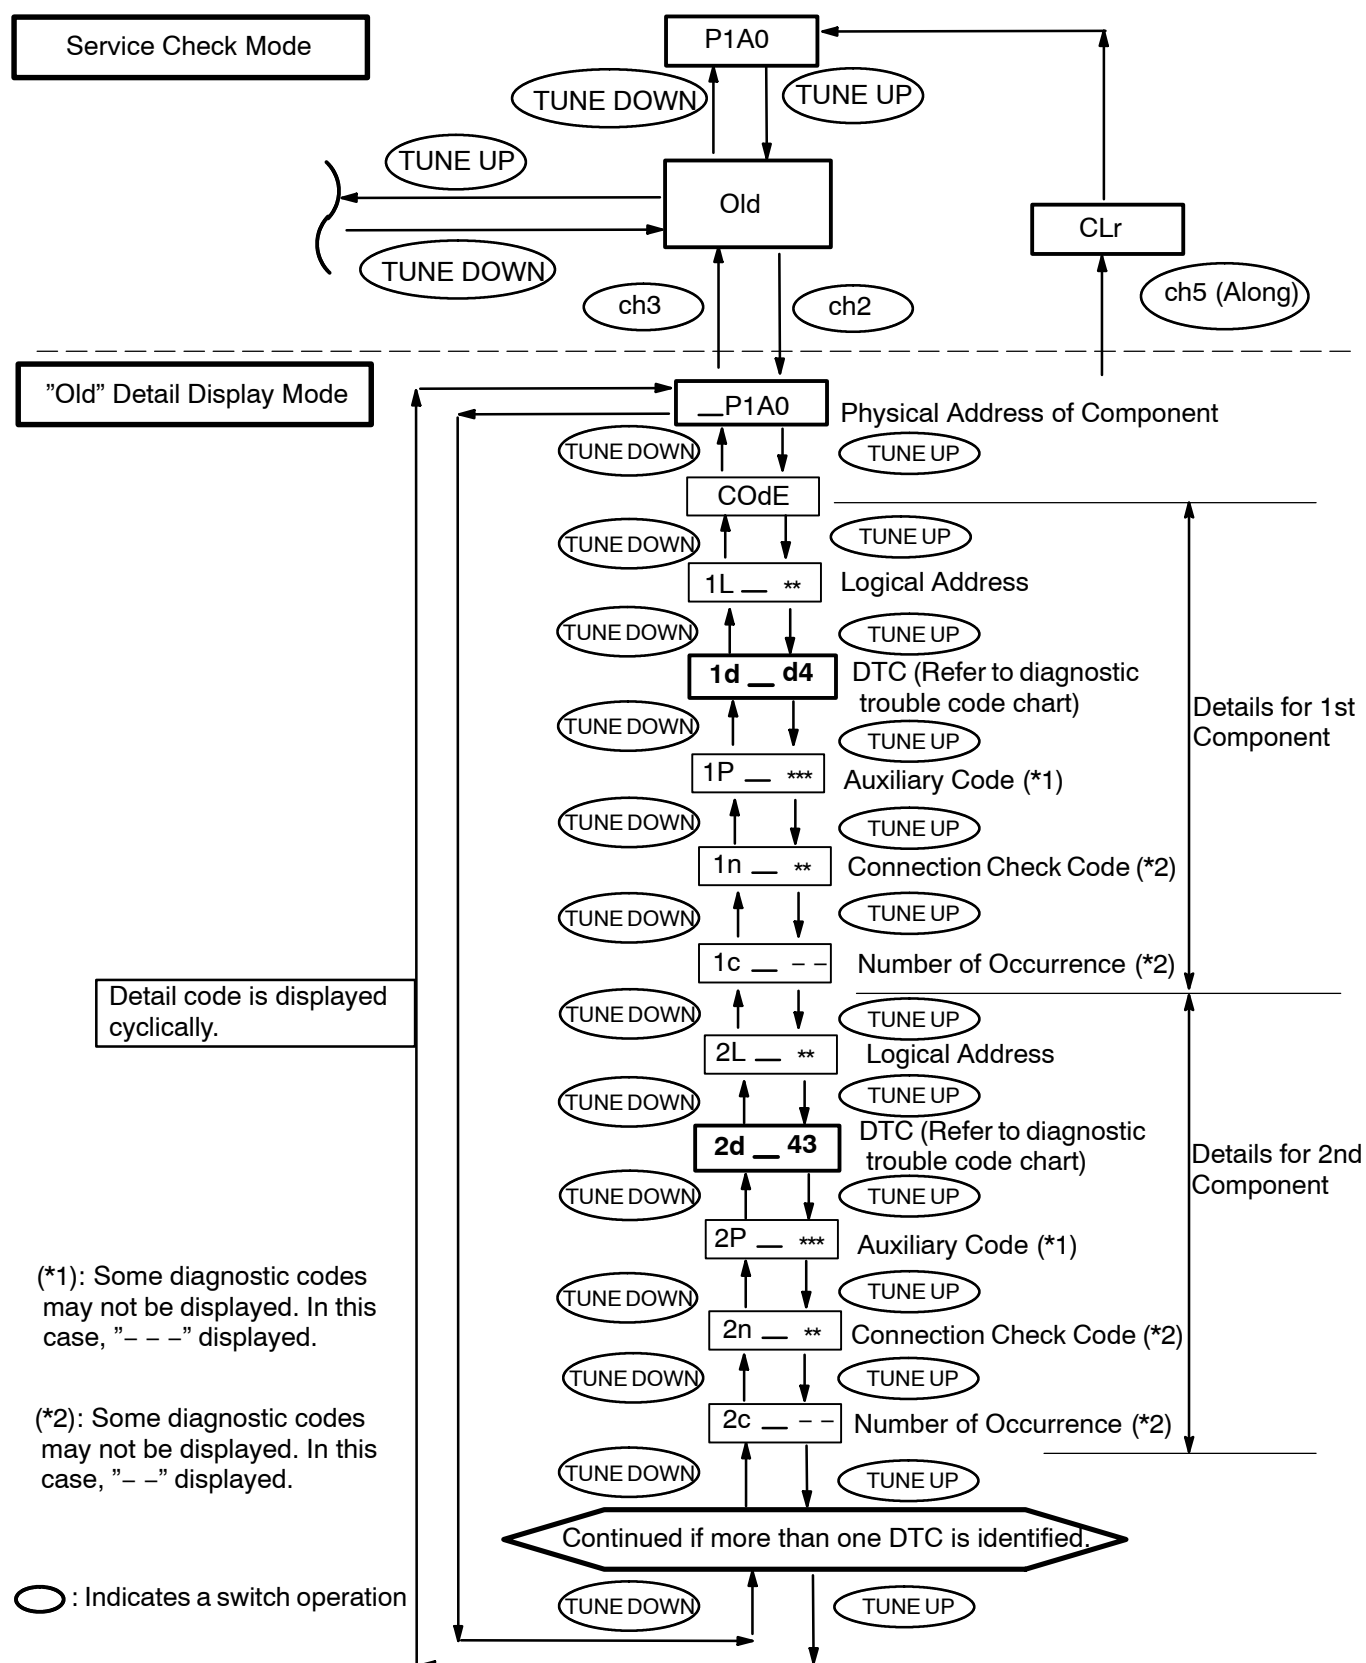 Service Check Mode
P1A0
TUNE DOWN
TUNE UP
TUNE UP
Old
CLr
TUNE DOWN
ch3
ch2
ch5 (Along)
”Old” Detail Display Mode
_P1A0
Physical Address of Component
TUNE DOWN
TUNE UP
COdE
TUNE DOWN
TUNE UP
1L _ **
Logical Address
TUNE DOWN
TUNE UP
1d _ d4
DTC (Refer to diagnostic
trouble code chart)
Details for 1st
Component
TUNE DOWN
TUNE UP
1P _ ***
Auxiliary Code (*1)
TUNE DOWN
TUNE UP
1n _ **
Connection Check Code (*2)
TUNE DOWN
TUNE UP
1c _ – –
Number of Occurrence (*2)
Detail code is displayed
cyclically.
TUNE DOWN
TUNE UP
2L _ **
Logical Address
TUNE DOWN
TUNE UP
2d _ 43
DTC (Refer to diagnostic
trouble code chart)
Details for 2nd
Component
TUNE DOWN
TUNE UP
2P _ ***
Auxiliary Code (*1)
(*1): Some diagnostic codes
may not be displayed. In this
case, ”– – –” displayed.
TUNE DOWN
TUNE UP
2n _ **
Connection Check Code (*2)
TUNE DOWN
TUNE UP
2c _ – –
Number of Occurrence (*2)
(*2): Some diagnostic codes
may not be displayed. In this
case, ”– –” displayed.
TUNE DOWN
TUNE UP
Continued if more than one DTC is identified.
: Indicates a switch operation
TUNE DOWN
TUNE UP